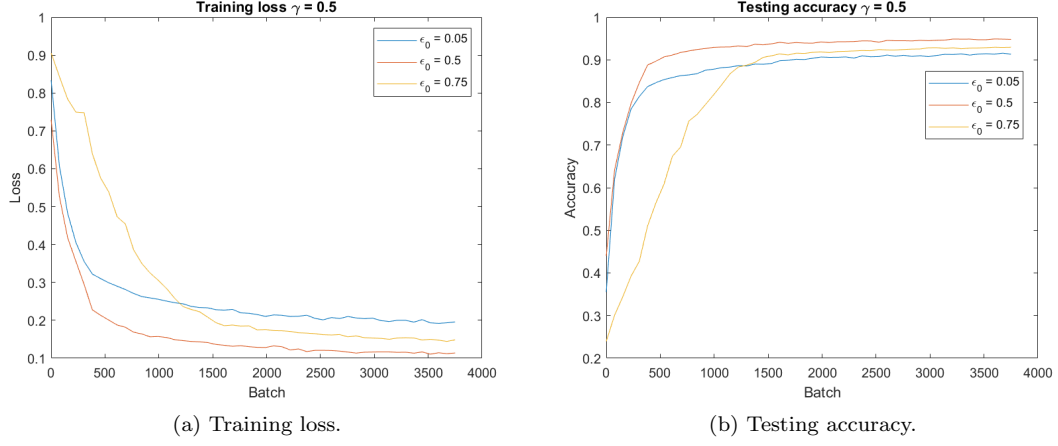 Training loss γ = 0.5
Loss
1
0.9
0.8
0.7
0.6
0.5
0.4
0.3
0.2
0.1
0 500 1000 1500 2000 2500 3000 3500 4000
Batch
ϵ0 = 0.05
ϵ0 = 0.5
ϵ0 = 0.75
(a) Training loss.
Testing accuracy γ = 0.5
Accuracy
1
0.9
0.8
0.7
0.6
0.5
0.4
0.3
0.2
0 500 1000 1500 2000 2500 3000 3500 4000
Batch
ϵ0 = 0.05
ϵ0 = 0.5
ϵ0 = 0.75
(b) Testing accuracy.